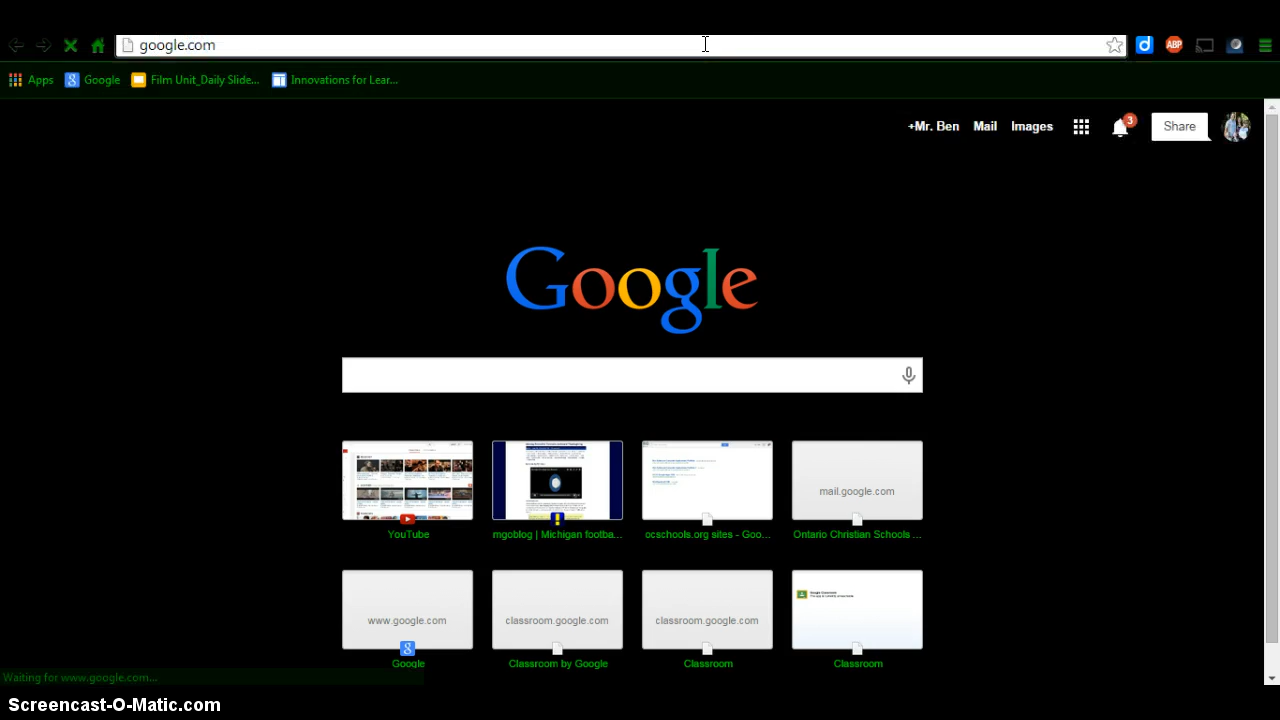 google.com
Apps Google Film Unit_Daily Slide... Innovations for Lear...
+Mr. Ben Mail Images 3 Share
Google
mail.google.com
YouTube mgoblog | Michigan footba... ocschools.org sites - Goo... Ontario Christian Schools ...
www.google.com classroom.google.com classroom.google.com
Google Classroom by Google Classroom Classroom
Waiting for www.google.com...
Screencast-O-Matic.com